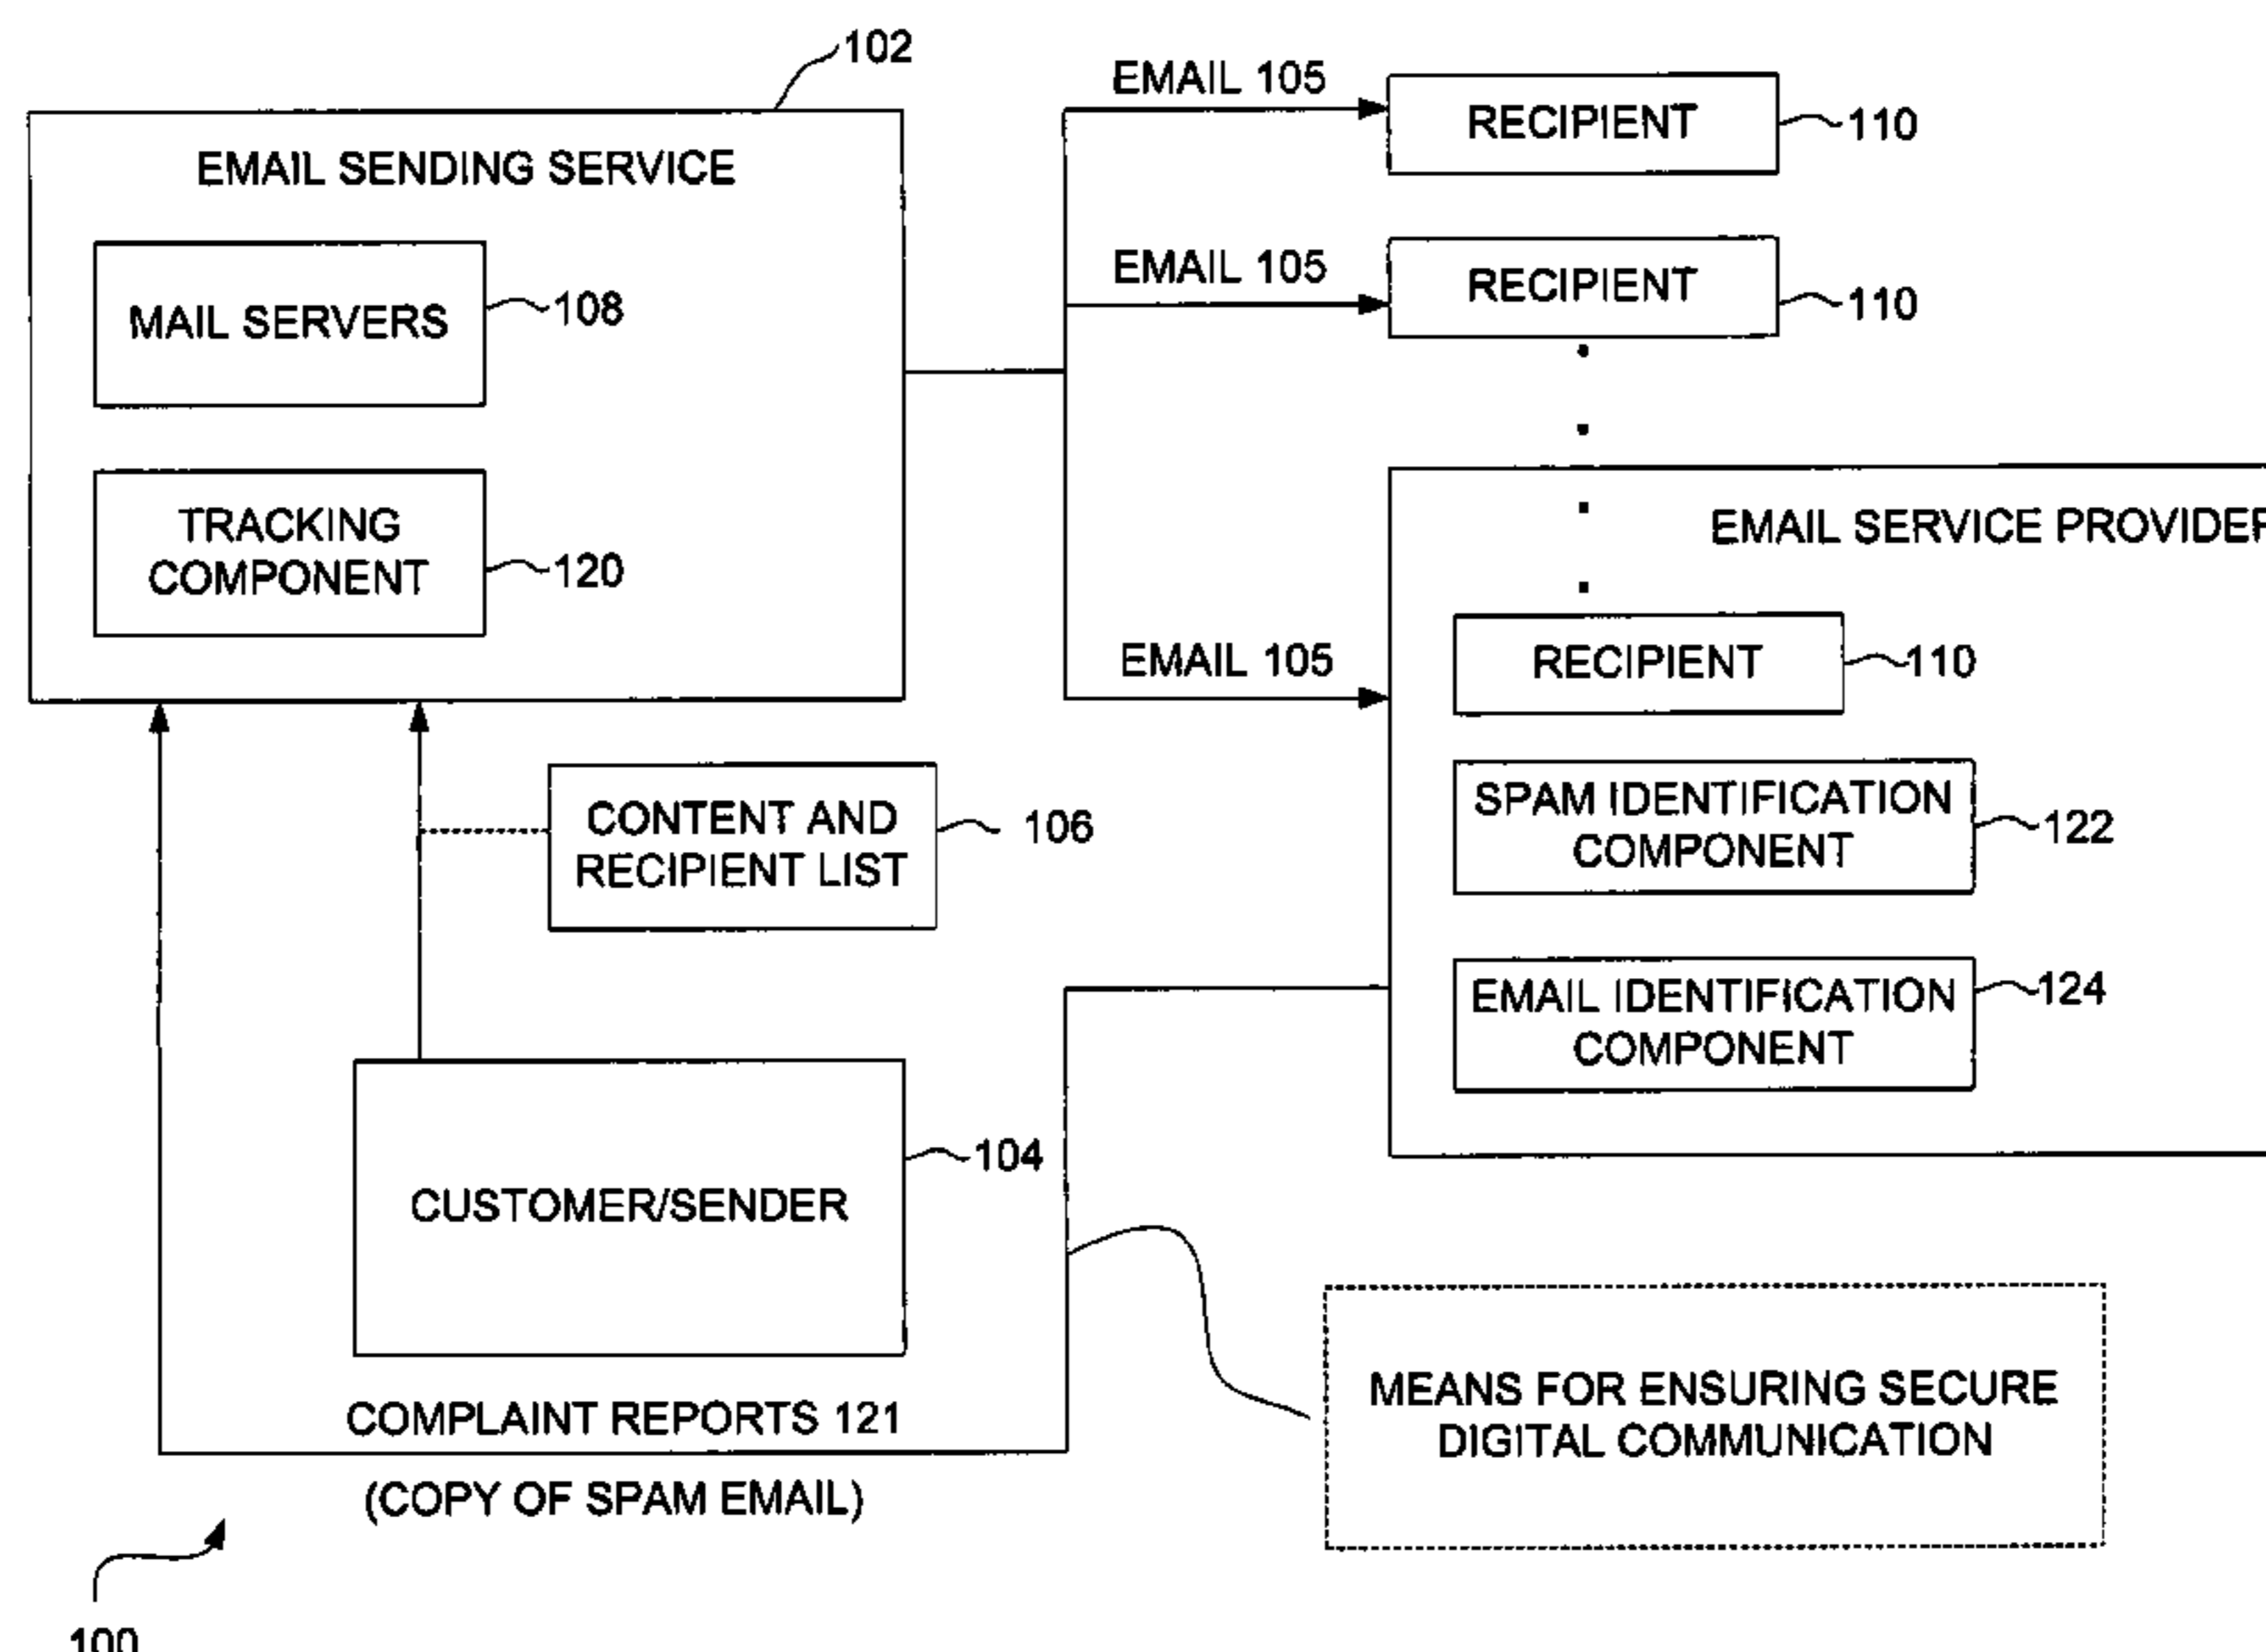 102
EMAIL SENDING SERVICE
MAIL SERVERS
108
TRACKING
COMPONENT
120
EMAIL 105
RECIPIENT
110
EMAIL 105
RECIPIENT
110
EMAIL SERVICE PROVIDER
EMAIL 105
RECIPIENT
110
SPAM IDENTIFICATION
COMPONENT
122
EMAIL IDENTIFICATION
COMPONENT
124
CONTENT AND
RECIPIENT LIST
106
CUSTOMER/SENDER
104
COMPLAINT REPORTS 121
(COPY OF SPAM EMAIL)
MEANS FOR ENSURING SECURE
DIGITAL COMMUNICATION
100